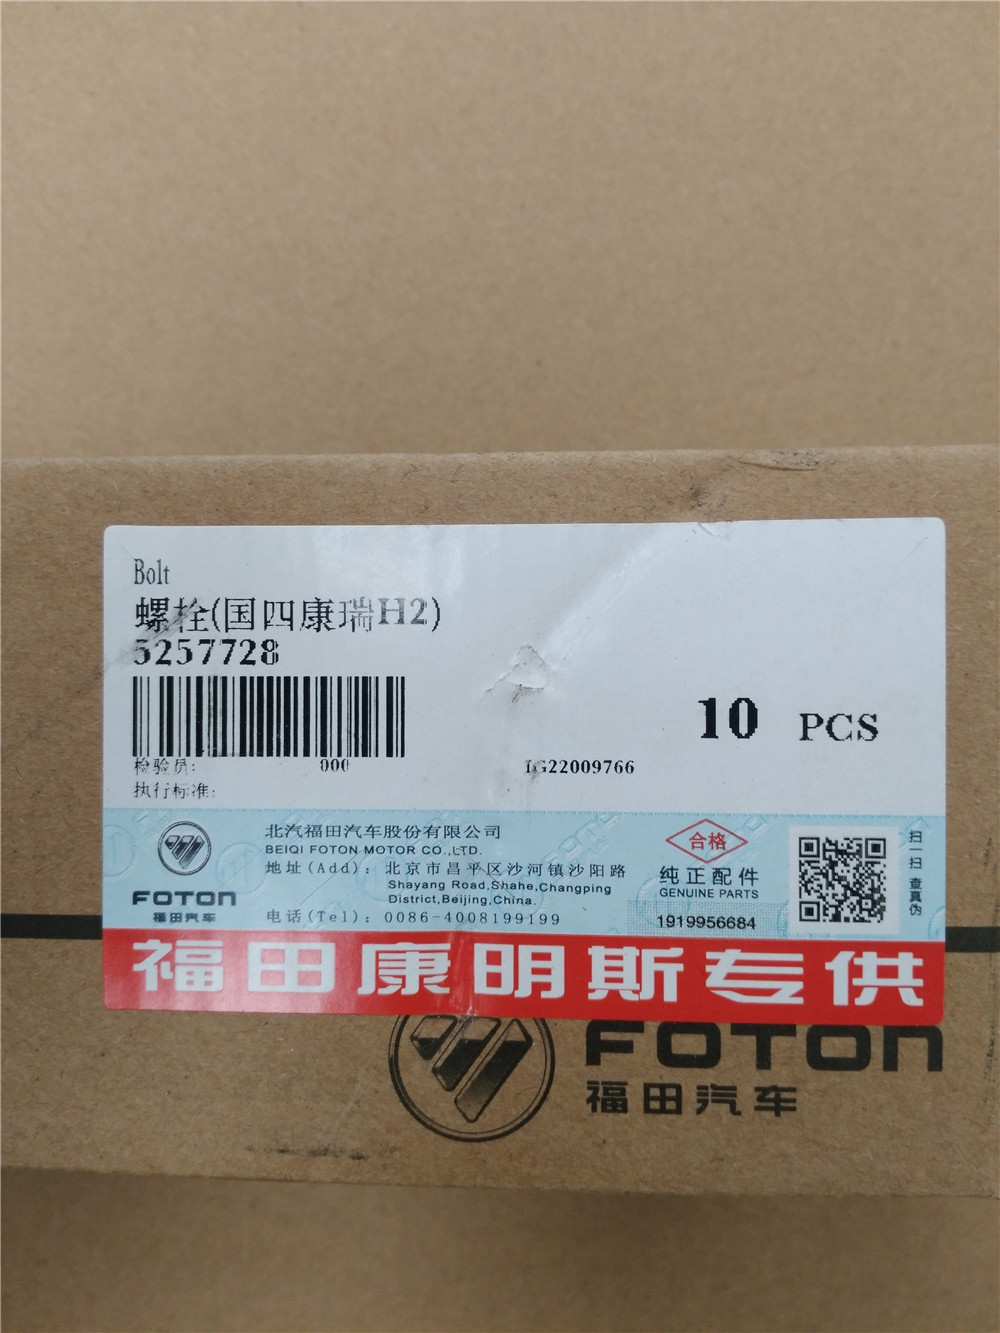 Bolt
螺栓(国四康瑞H2)
5257728
10 PCS
检验员: 000
LG22009766
执行标准:
FOTON
福田汽车
北汽福田汽车股份有限公司
BEIQI FOTON MOTOR CO.,LTD.
地址(Add): 北京市昌平区沙河镇沙阳路
Shayang Road,Shahe,Changping
District,Beijing,China.
电话(Tel): 0086-4008199199
合格
纯正配件
GENUINE PARTS
1919956684
扫一扫 查真伪
福田康明斯专供
FOTON
福田汽车